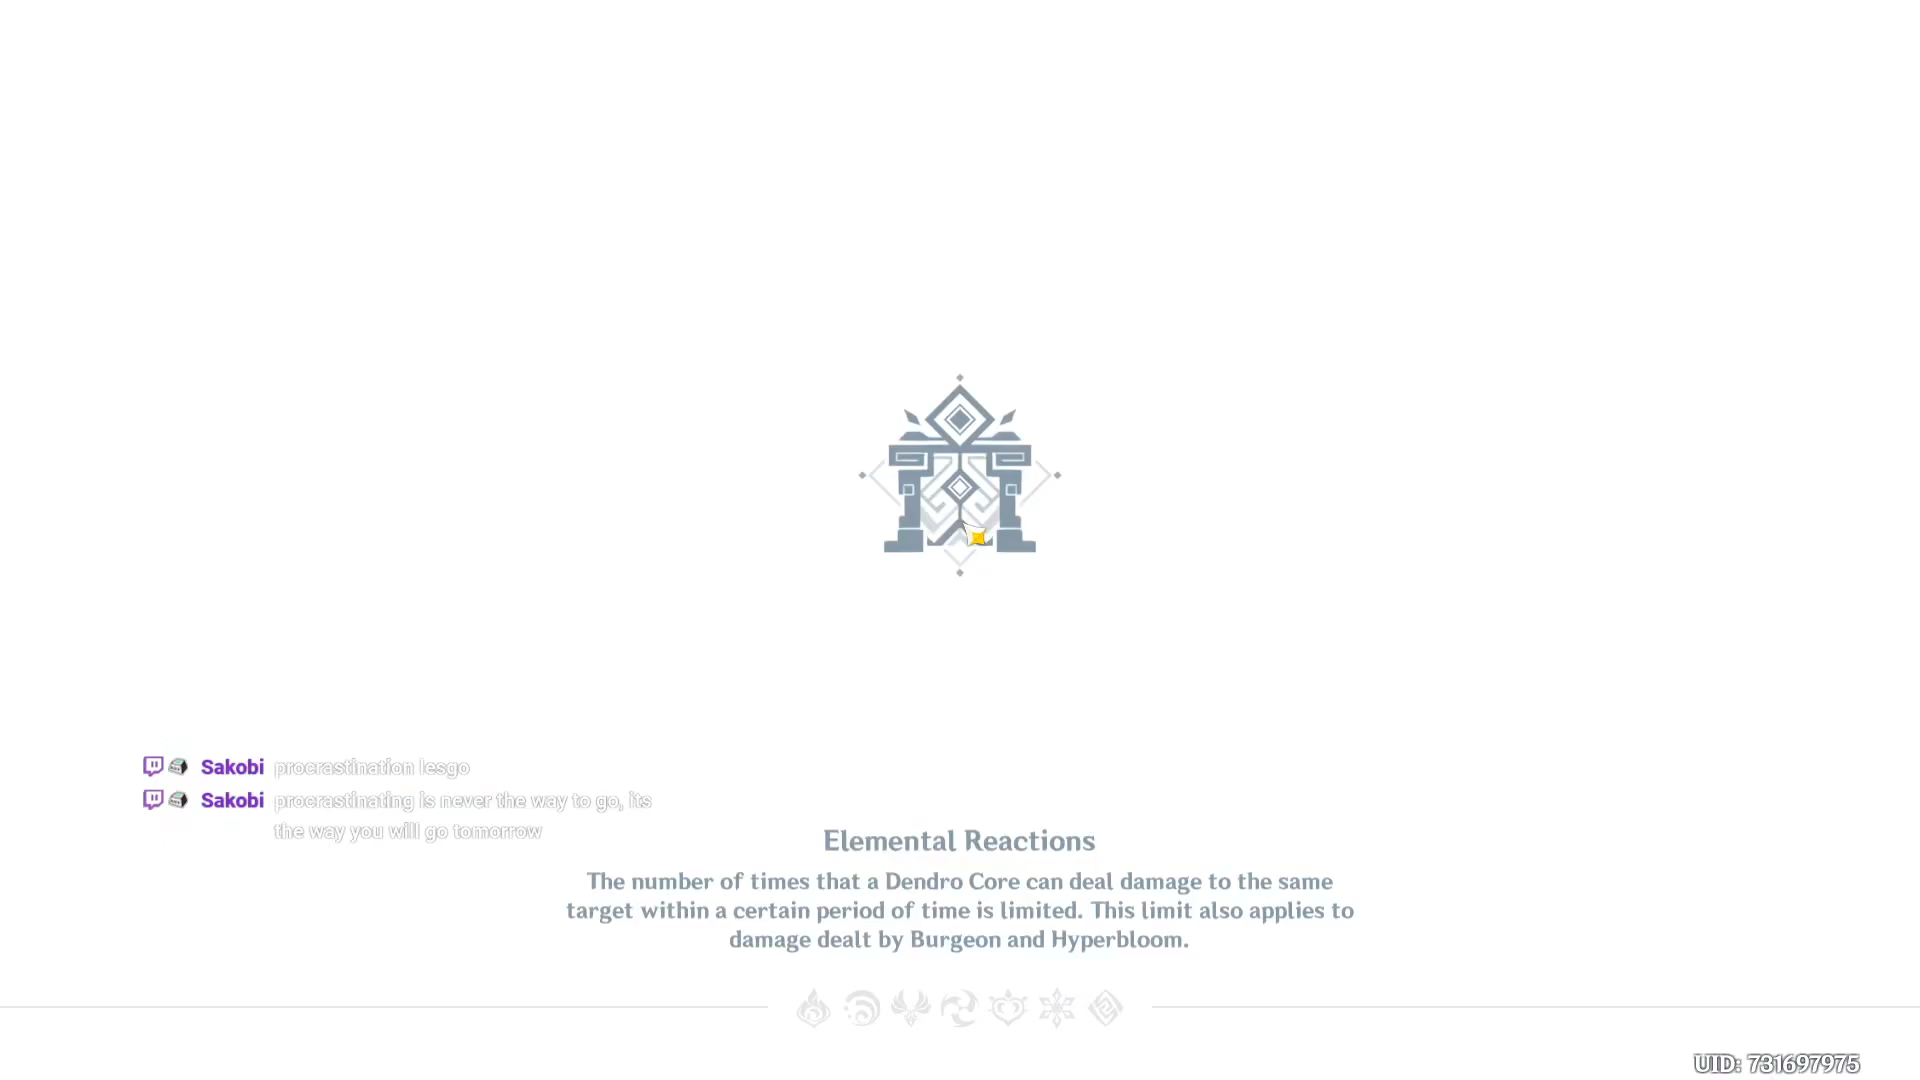 Sakobi procrastination lesgo
Sakobi procrastinating is never the way to go, its
the way you will go tomorrow
Elemental Reactions
The number of times that a Dendro Core can deal damage to the same
target within a certain period of time is limited. This limit also applies to
damage dealt by Burgeon and Hyperbloom.
UID: 731697975